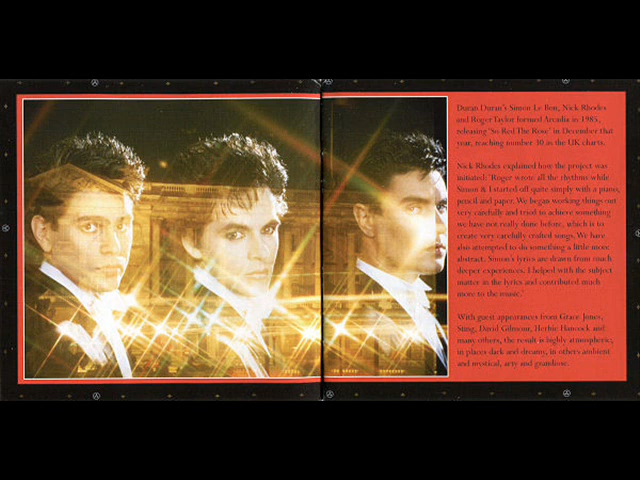 Duran Duran's Simon Le Bon, Nick Rhodes
and Roger Taylor formed Arcadia in 1985,
releasing 'So Red The Rose' in December that
year, reaching number 30 in the UK charts.
Nick Rhodes explained how the project was
initiated: 'Roger wrote all the rhythms while
Simon & I started off quite simply with a piano,
pencil and paper. We began working things out
very carefully and tried to achieve something
we have not really done before, which is to
create very carefully crafted songs. We have
also attempted to do something a little more
abstract. Simon's lyrics are drawn from much
deeper experiences. I helped with the subject
matter in the lyrics and contributed much
more to the music.'
With guest appearances from Grace Jones,
Sting, David Gilmour, Herbie Hancock and
many others, the result is highly atmospheric;
in places dark and dreamy, in others ambient
and mystical, arty and grandiose.